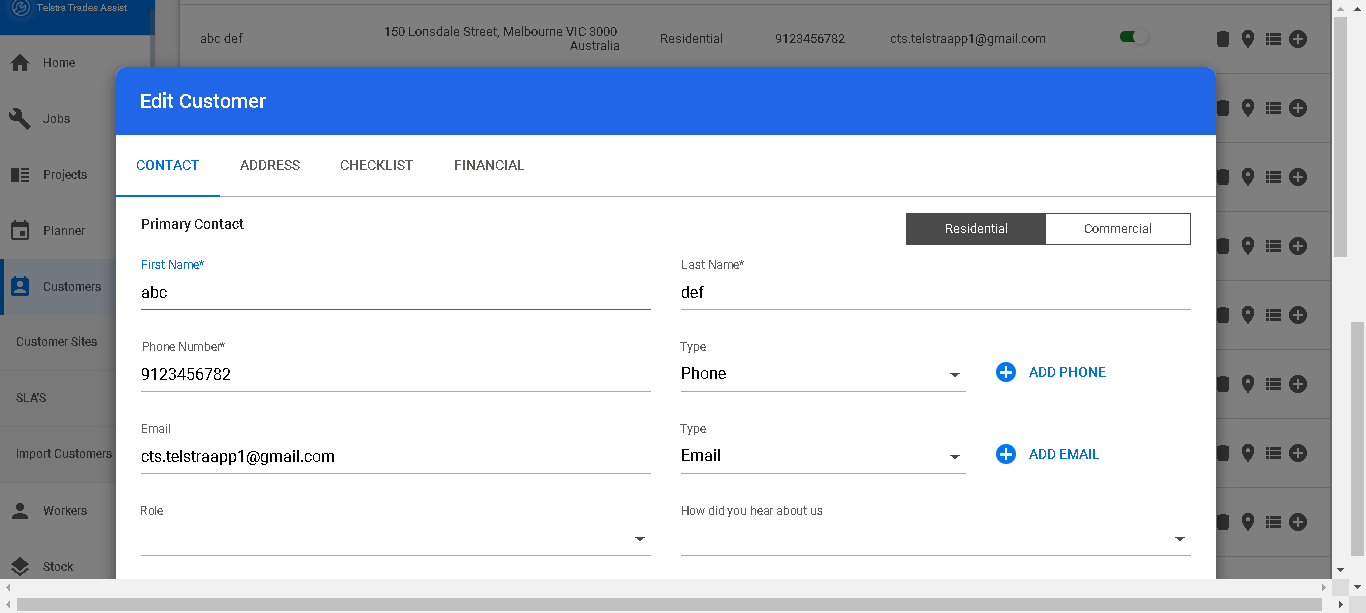 Telstra Trades Assist
abc def
150 Lonsdale Street, Melbourne VIC 3000
Australia
Residential
9123456782
cts.telstraapp1@gmail.com
Home
Jobs
Projects
Planner
Customers
Customer Sites
SLA'S
Import Customers
Workers
Stock
Edit Customer
CONTACT ADDRESS CHECKLIST FINANCIAL
Primary Contact
Residential Commercial
First Name* Last Name*
abc def
Phone Number* Type
9123456782 Phone ADD PHONE
Email Type
cts.telstraapp1@gmail.com Email ADD EMAIL
Role How did you hear about us